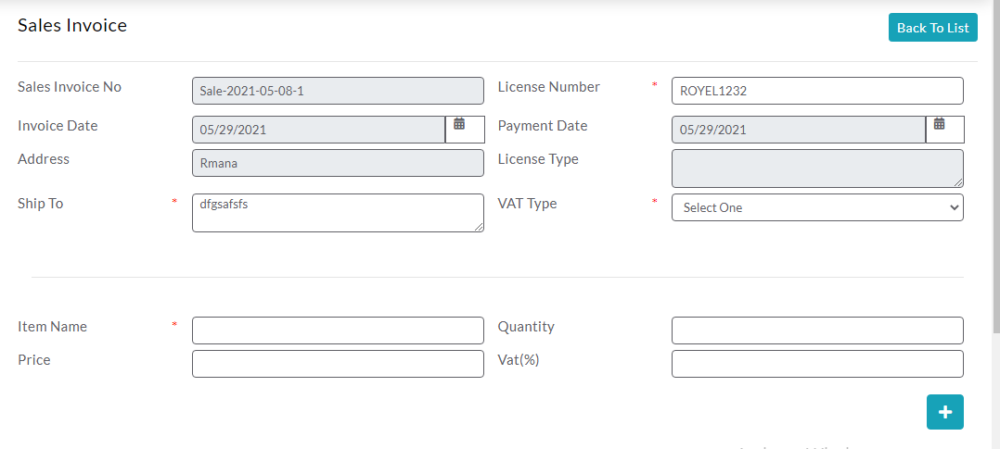 Sales Invoice
Back To List
Sales Invoice No Sale-2021-05-08-1 License Number * ROYEL1232
Invoice Date 05/29/2021 Payment Date 05/29/2021
Address Rmana License Type
Ship To * dfgsafsfs VAT Type * Select One
Item Name * Quantity
Price Vat(%)
+